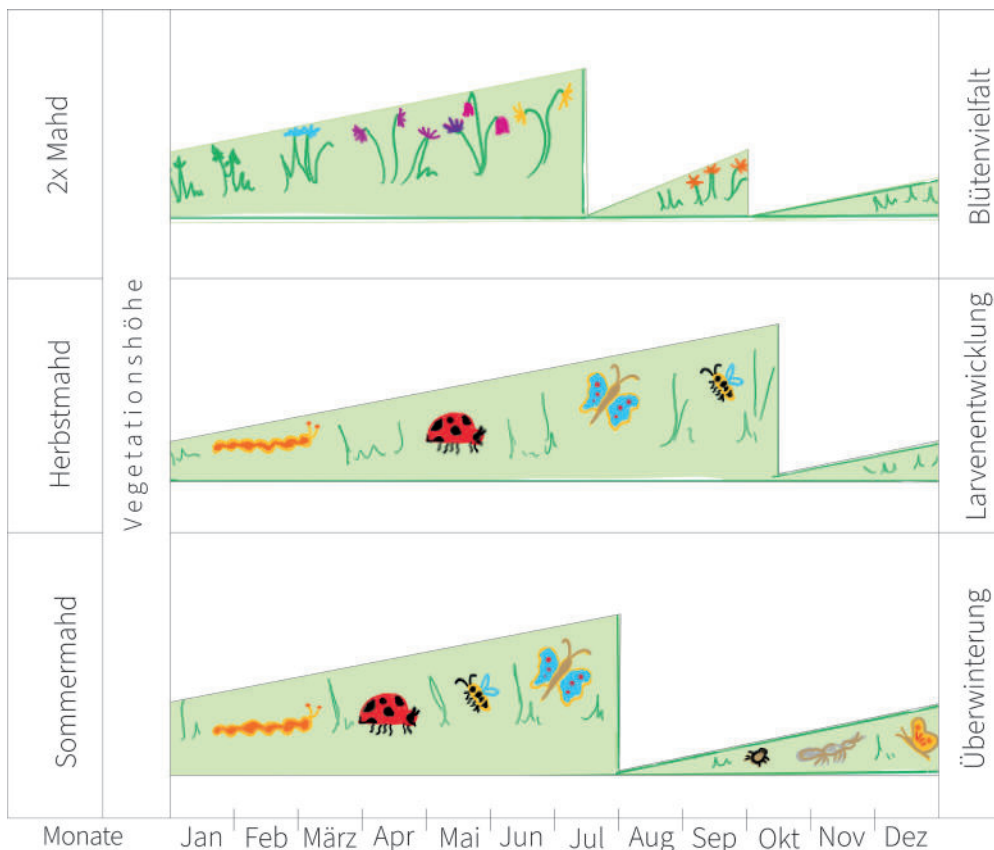 2x Mahd
Blütenvielfalt
Vegetationshöhe
Herbstmahd
Larvenentwicklung
Sommermahd
Überwinterung
Monate
Jan Feb März Apr Mai Jun Jul Aug Sep Okt Nov Dez